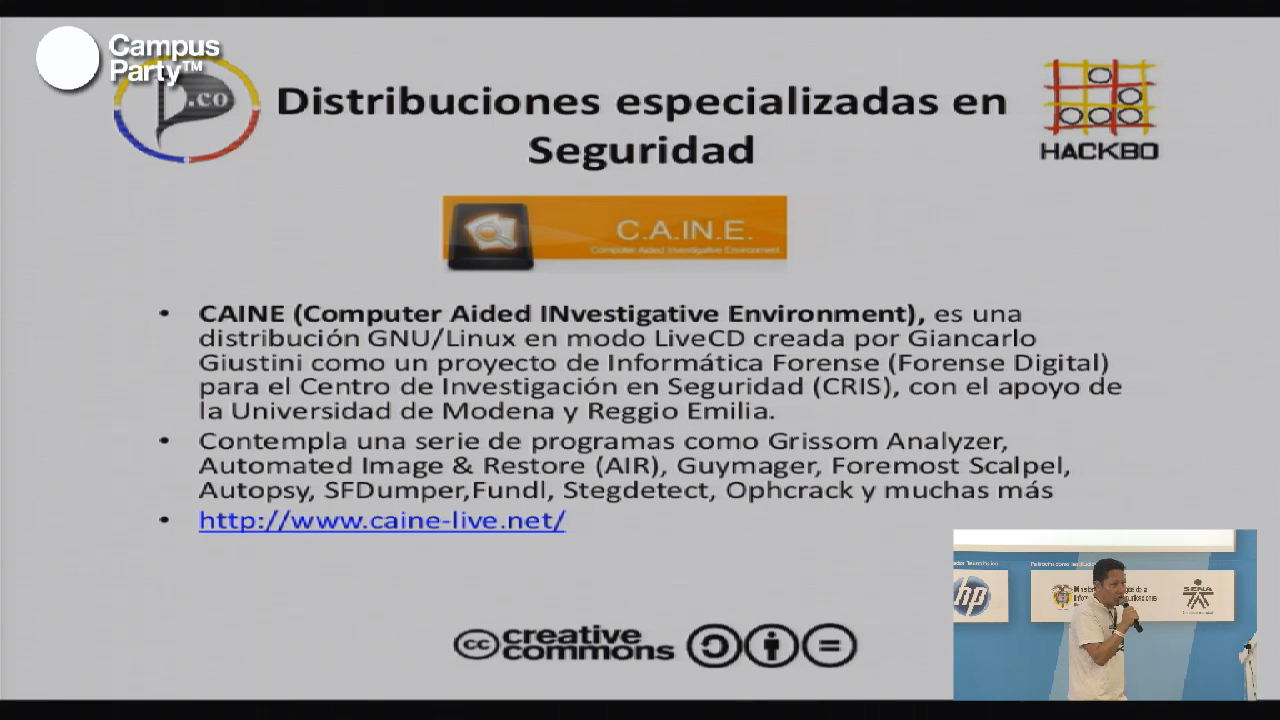 Campus
Party™
.co
Distribuciones especializadas en
Seguridad
HACKBO
C.A.IN.E.
Computer Aided Investigative Environment
• CAINE (Computer Aided INvestigative Environment), es una
distribución GNU/Linux en modo LiveCD creada por Giancarlo
Giustini como un proyecto de Informática Forense (Forense Digital)
para el Centro de Investigación en Seguridad (CRIS), con el apoyo de
la Universidad de Modena y Reggio Emilia.
• Contempla una serie de programas como Grissom Analyzer,
Automated Image & Restore (AIR), Guymager, Foremost Scalpel,
Autopsy, SFDumper,Fundl, Stegdetect, Ophcrack y muchas más
• http://www.caine-live.net/
hp
SENA
cc creative
commons